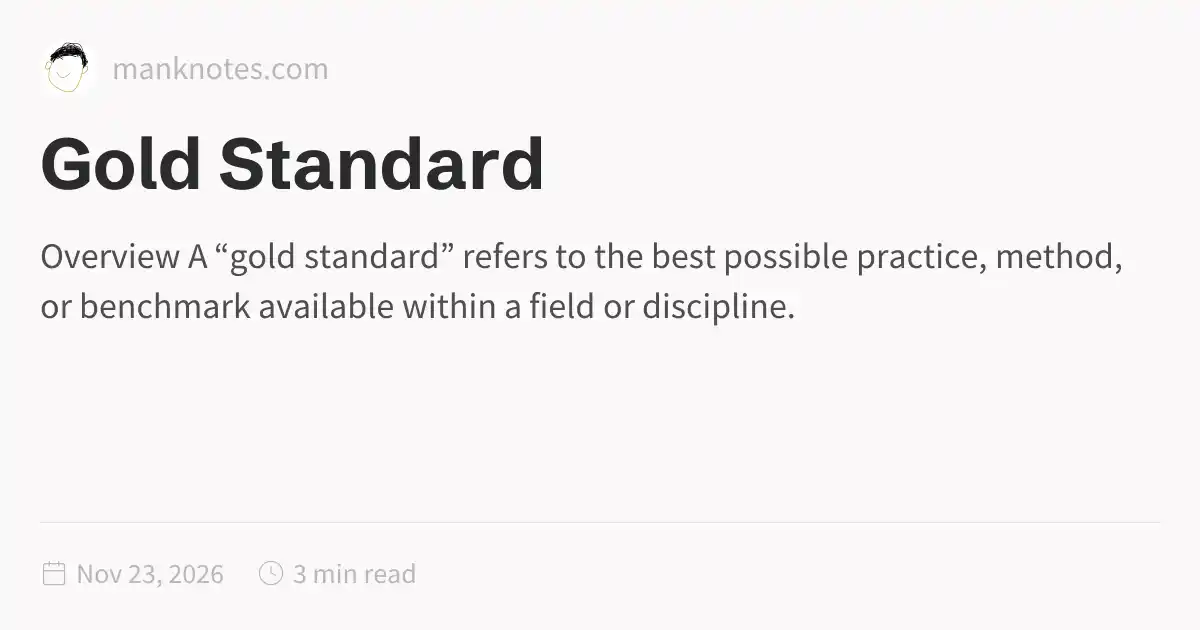 manknotes.com
Gold Standard
Overview A “gold standard” refers to the best possible practice, method,
or benchmark available within a field or discipline.
Nov 23, 2026 3 min read